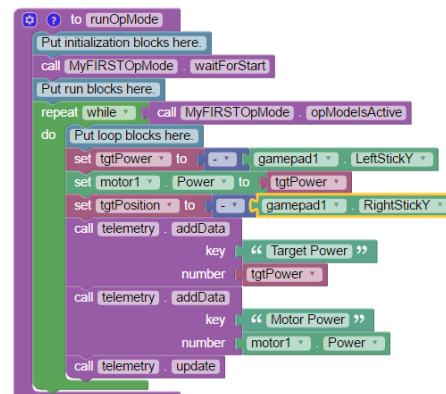 ? to runOpMode
Put initialization blocks here.
call MyFIRSTOpMode . waitForStart
Put run blocks here.
repeat while call MyFIRSTOpMode . opModeIsActive
do Put loop blocks here.
set tgtPower to - gamepad1 . LeftStickY
set motor1 . Power to tgtPower
set tgtPosition to - gamepad1 . RightStickY
call telemetry . addData
key “ Target Power ”
number tgtPower
call telemetry . addData
key “ Motor Power ”
number motor1 . Power
call telemetry . update